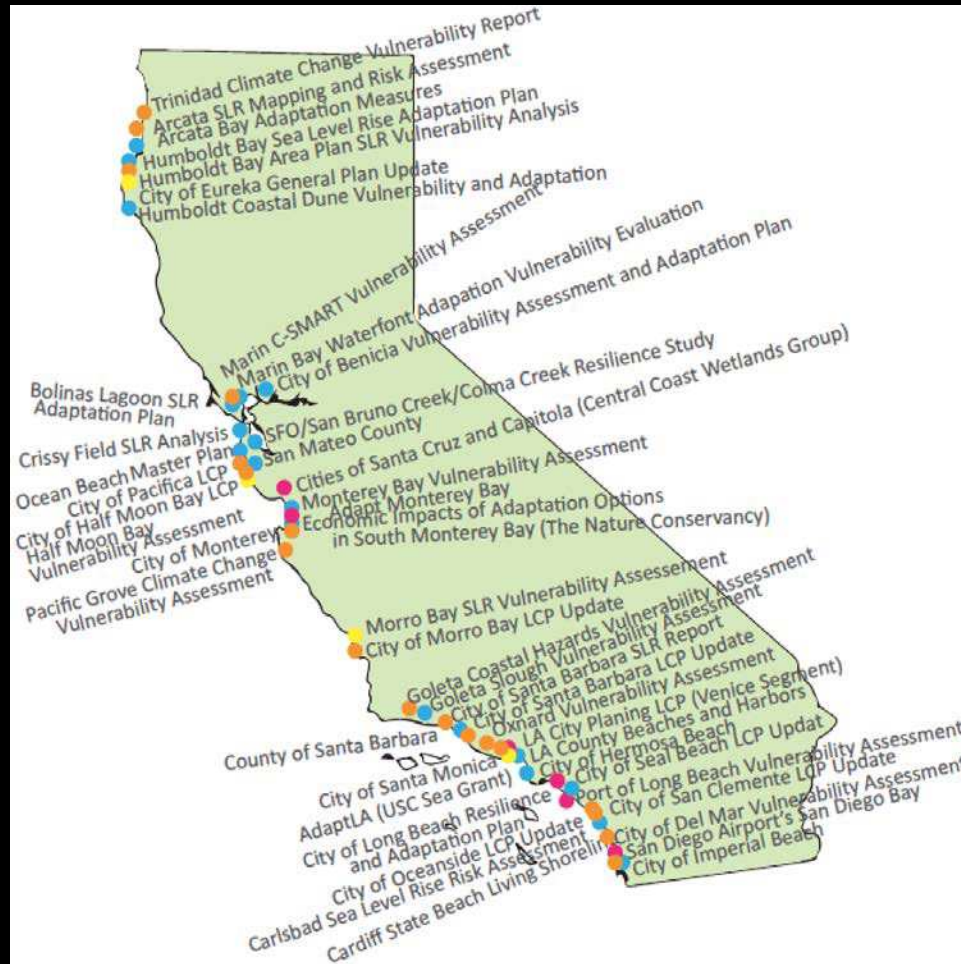 Trinidad Climate Change Vulnerability Report
Arcata SLR Mapping and Risk Assessment
Arcata Bay Adaptation Measures
Humboldt Bay Sea Level Rise Adaptation Plan
Humboldt Bay Area Plan SLR Vulnerability Analysis
City of Eureka General Plan Update
Humboldt Coastal Dune Vulnerability and Adaptation
Marin C-SMART Vulnerability Assessment
Marin Bay Waterfont Adapation Vulnerability Evaluation
City of Benicia Vulnerability Assessment and Adaptation Plan
Bolinas Lagoon SLR
Adaptation Plan
Crissy Field SLR Analysis
SFO/San Bruno Creek/Colma Creek Resilience Study
Ocean Beach Master Plan
San Mateo County
City of Pacifica LCP
City of Half Moon Bay LCP
Half Moon Bay
Vulnerability Assessment
Cities of Santa Cruz and Capitola (Central Coast Wetlands Group)
Monterey Bay Vulnerability Assessment
Adapt Monterey Bay
Economic Impacts of Adaptation Options
in South Monterey Bay (The Nature Conservancy)
City of Monterey
Pacific Grove Climate Change
Vulnerability Assessment
Morro Bay SLR Vulnerability Assessement
City of Morro Bay LCP Update
Goleta Coastal Hazards Vulnerability Assessment
Goleta Slough Vulnerability Assessment
City of Santa Barbara SLR Report
City of Santa Barbara LCP Update
Oxnard Vulnerability Assessment
County of Santa Barbara
LA City Planing LCP (Venice Segment)
LA County Beaches and Harbors
City of Santa Monica
City of Hermosa Beach
AdaptLA (USC Sea Grant)
City of Seal Beach LCP Updat
Port of Long Beach Vulnerability Assessment
City of Long Beach Resilience
and Adaptation Plan
City of San Clemente LCP Update
City of Oceanside LCP Update
City of Del Mar Vulnerability Assessment
Carlsbad Sea Level Rise Risk Assessment
San Diego Airport's San Diego Bay
Cardiff State Beach Living Shorelin
City of Imperial Beach